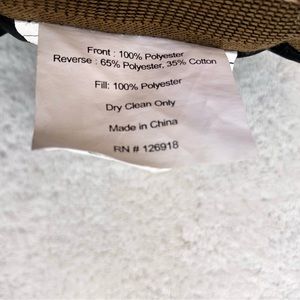 Front : 100% Polyester
Reverse : 65% Polyester, 35% Cotton
Fill: 100% Polyester
Dry Clean Only
Made in China
RN # 126918